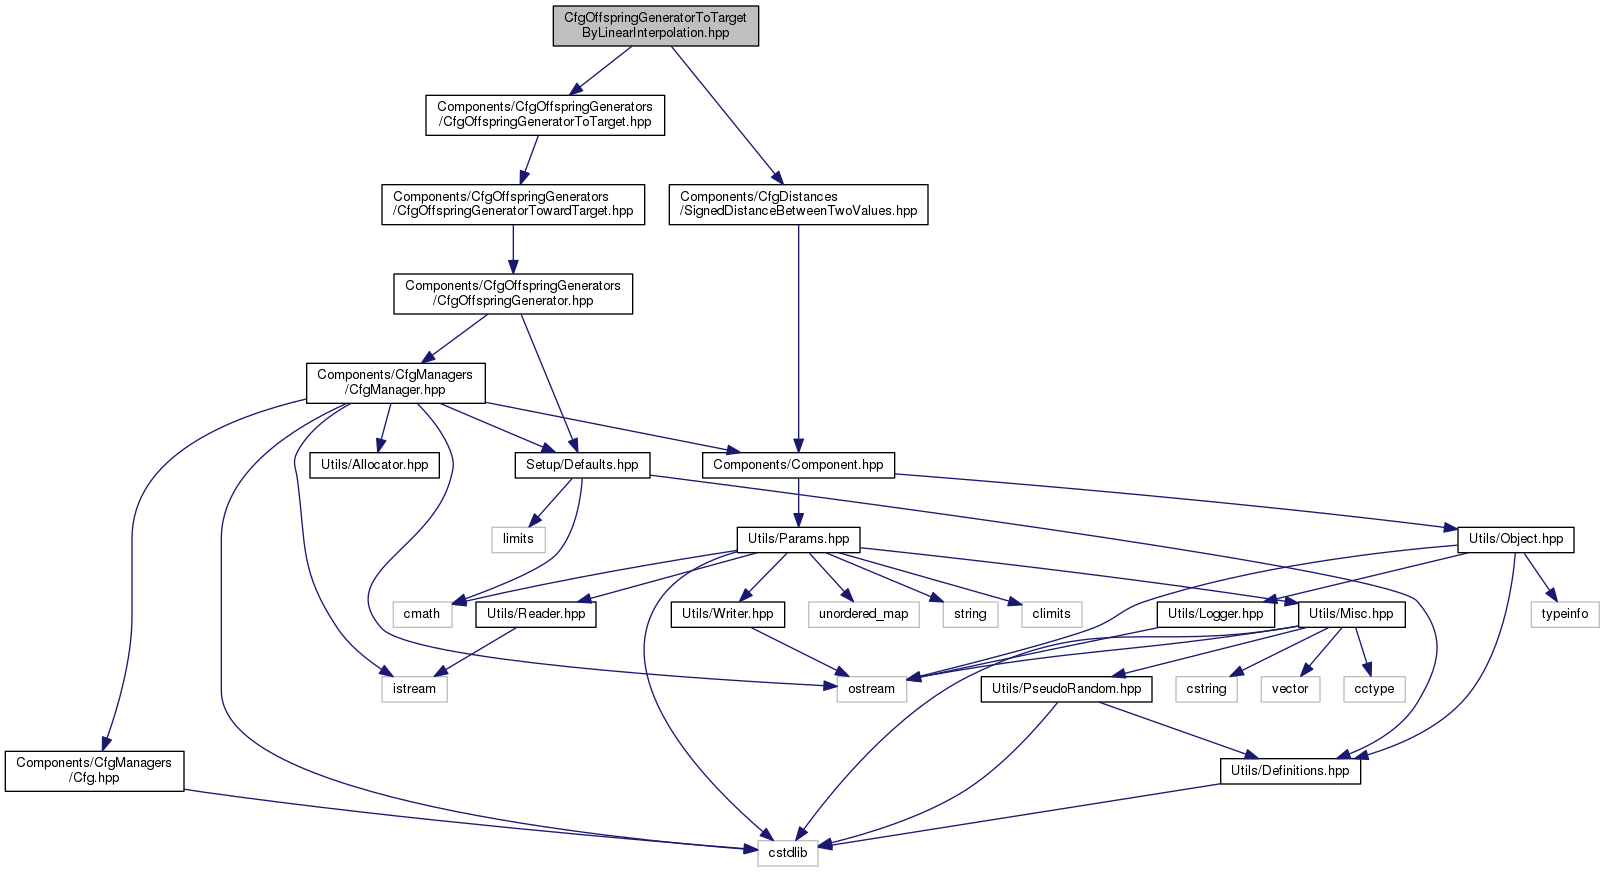 CfgOffspringGeneratorToTarget
ByLinearInterpolation.hpp
Components/CfgOffspringGenerators
/CfgOffspringGeneratorToTarget.hpp
Components/CfgOffspringGenerators
/CfgOffspringGeneratorTowardTarget.hpp
Components/CfgDistances
/SignedDistanceBetweenTwoValues.hpp
Components/CfgOffspringGenerators
/CfgOffspringGenerator.hpp
Components/CfgManagers
/CfgManager.hpp
Utils/Allocator.hpp
Setup/Defaults.hpp
Components/Component.hpp
limits
Utils/Params.hpp
Utils/Object.hpp
cmath
Utils/Reader.hpp
Utils/Writer.hpp
unordered_map
string
climits
Utils/Logger.hpp
Utils/Misc.hpp
typeinfo
istream
ostream
Utils/PseudoRandom.hpp
cstring
vector
cctype
Components/CfgManagers
/Cfg.hpp
Utils/Definitions.hpp
cstdlib